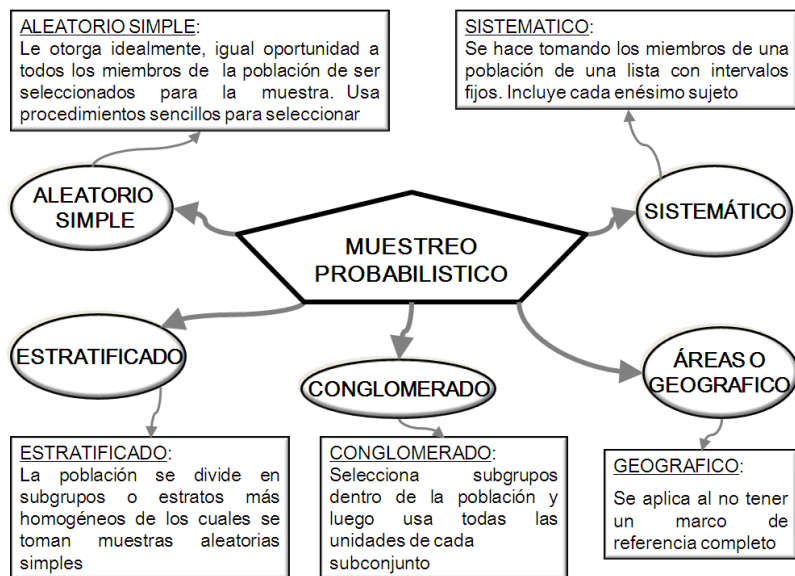 ALEATORIO SIMPLE:
Le otorga idealmente, igual oportunidad a
todos los miembros de la población de ser
seleccionados para la muestra. Usa
procedimientos sencillos para seleccionar
SISTEMATICO:
Se hace tomando los miembros de una
población de una lista con intervalos
fijos. Incluye cada enésimo sujeto
ALEATORIO
SIMPLE
SISTEMÁTICO
MUESTREO
PROBABILISTICO
ESTRATIFICADO
CONGLOMERADO
ÁREAS O
GEOGRAFICO
ESTRATIFICADO:
La población se divide en
subgrupos o estratos más
homogéneos de los cuales se
toman muestras aleatorias
simples
CONGLOMERADO:
Selecciona subgrupos
dentro de la población y
luego usa todas las
unidades de cada
subconjunto
GEOGRAFICO:
Se aplica al no tener
un marco de
referencia completo